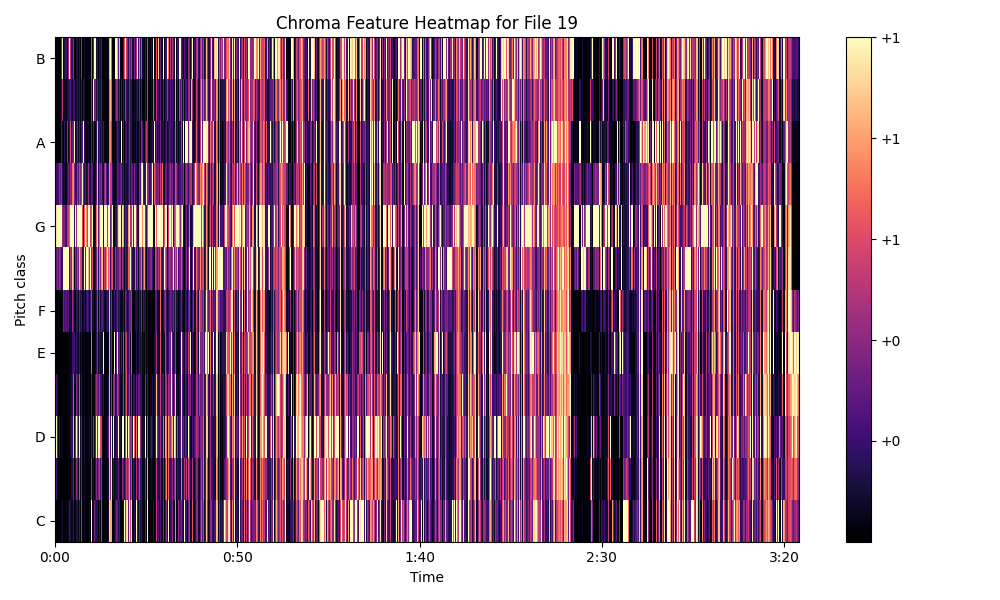 Chroma Feature Heatmap for File 19
Pitch class
B
A
G
F
E
D
C
0:00
0:50
1:40
2:30
3:20
Time
+1
+1
+1
+0
+0